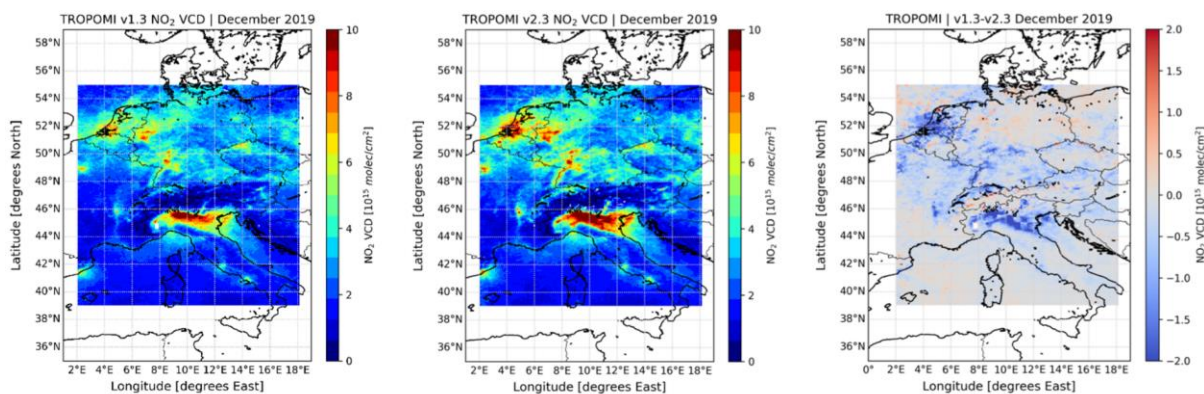 TROPOMI v1.3 NO₂ VCD | December 2019
58°N
56°N
54°N
52°N
50°N
48°N
46°N
44°N
42°N
40°N
38°N
36°N
Latitude [degrees North]
2°E 4°E 6°E 8°E 10°E 12°E 14°E 16°E 18°E
Longitude [degrees East]
10
8
6
4
2
0
NO₂ VCD [10¹⁵ molec/cm²]
TROPOMI v2.3 NO₂ VCD | December 2019
58°N
56°N
54°N
52°N
50°N
48°N
46°N
44°N
42°N
40°N
38°N
36°N
Latitude [degrees North]
2°E 4°E 6°E 8°E 10°E 12°E 14°E 16°E 18°E
Longitude [degrees East]
10
8
6
4
2
0
NO₂ VCD [10¹⁵ molec/cm²]
TROPOMI | v1.3-v2.3 December 2019
58°N
56°N
54°N
52°N
50°N
48°N
46°N
44°N
42°N
40°N
38°N
36°N
Latitude [degrees North]
0° 2°E 4°E 6°E 8°E 10°E 12°E 14°E 16°E 18°E
Longitude [degrees East]
2.0
1.5
1.0
0.5
0.0
−0.5
−1.0
−1.5
−2.0
NO₂ VCD [10¹⁵ molec/cm²]